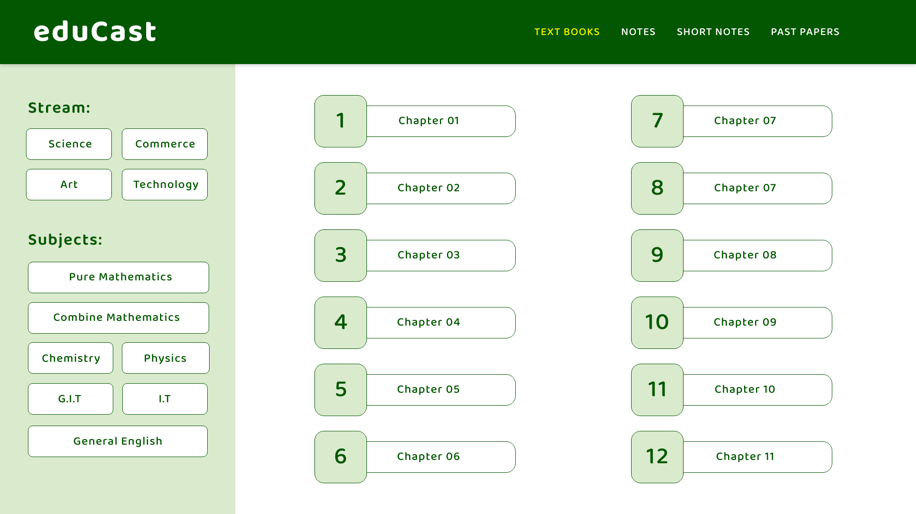 eduCast
TEXT BOOKS NOTES SHORT NOTES PAST PAPERS
Stream:
Science Commerce
Art Technology
Subjects:
Pure Mathematics
Combine Mathematics
Chemistry Physics
G.I.T I.T
General English
1 Chapter 01
2 Chapter 02
3 Chapter 03
4 Chapter 04
5 Chapter 05
6 Chapter 06
7 Chapter 07
8 Chapter 07
9 Chapter 08
10 Chapter 09
11 Chapter 10
12 Chapter 11